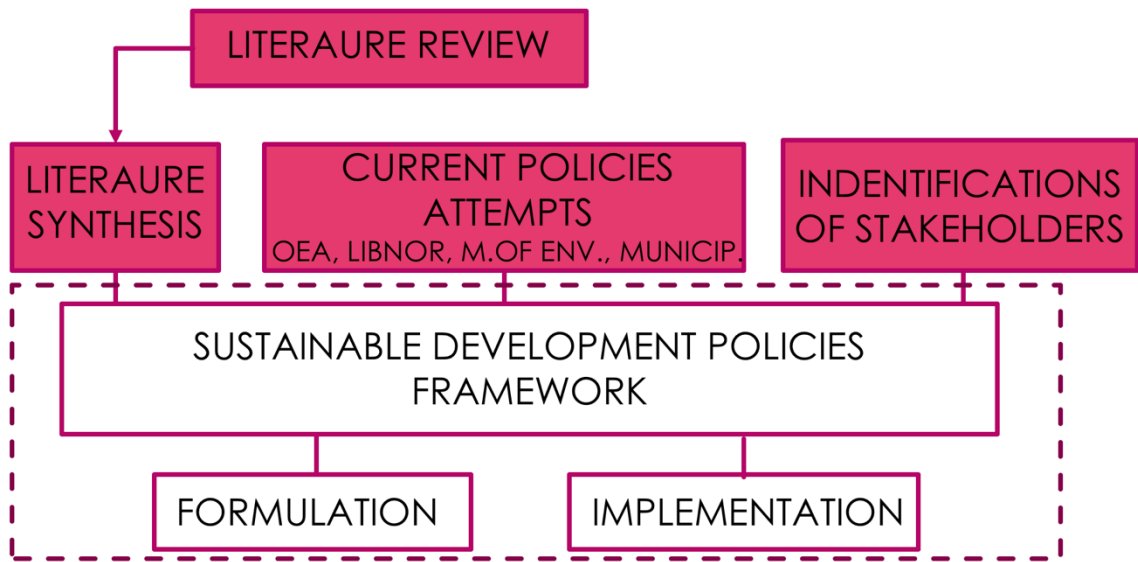 LITERAURE REVIEW
LITERAURE
SYNTHESIS
CURRENT POLICIES
ATTEMPTS
OEA, LIBNOR, M.OF ENV., MUNICIP.
INDENTIFICATIONS
OF STAKEHOLDERS
SUSTAINABLE DEVELOPMENT POLICIES
FRAMEWORK
FORMULATION
IMPLEMENTATION